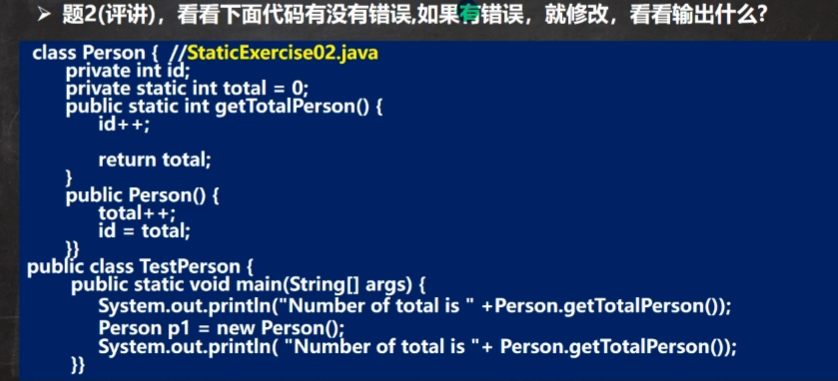 ➢ 题2(评讲)，看看下面代码有没有错误,如果有错误，就修改，看看输出什么?
class Person { //StaticExercise02.java
private int id;
private static int total = 0;
public static int getTotalPerson() {
id++;
return total;
}
public Person() {
total++;
id = total;
}}
public class TestPerson {
public static void main(String[] args) {
System.out.println("Number of total is " +Person.getTotalPerson());
Person p1 = new Person();
System.out.println( "Number of total is "+ Person.getTotalPerson());
}}